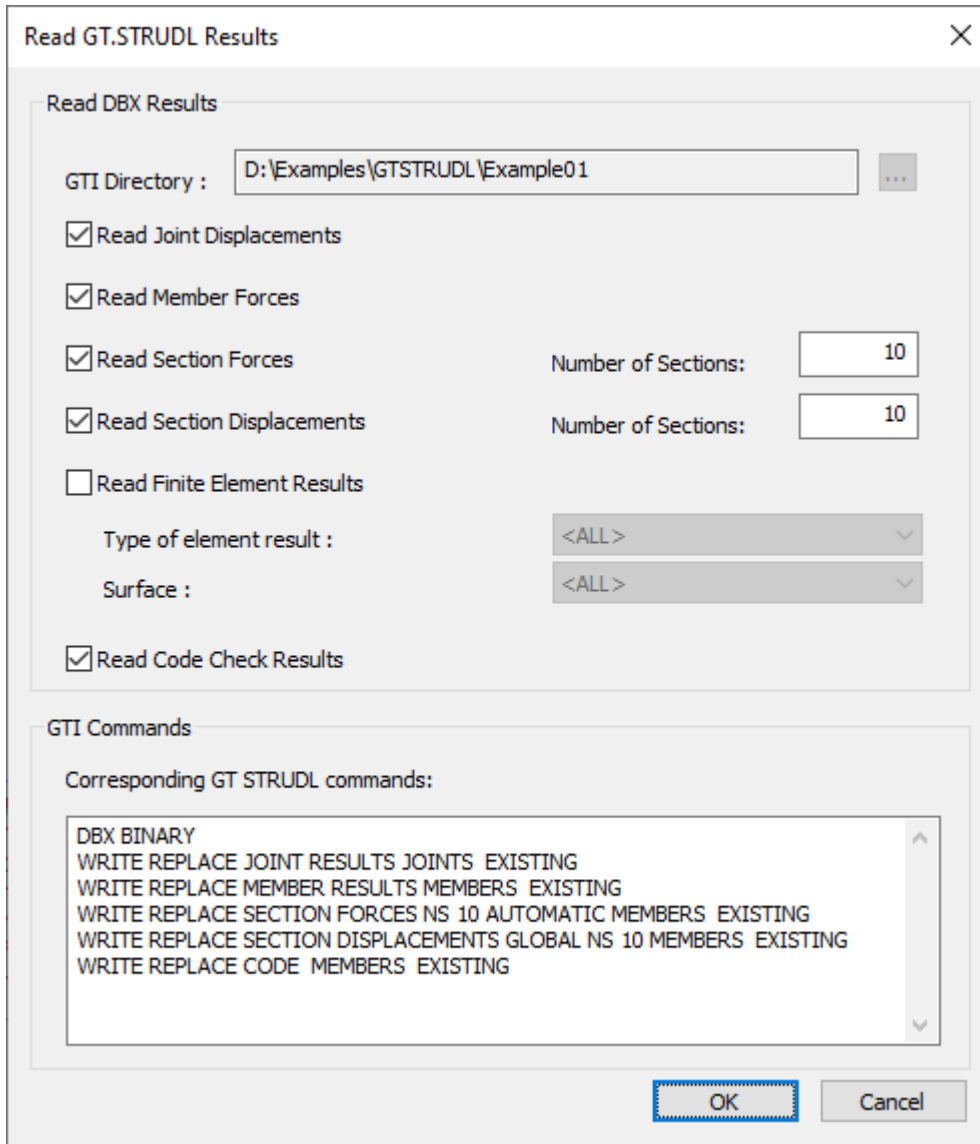 Read GT.STRUDL Results
Read DBX Results
GTI Directory : D:\Examples\GTSTRUDL\Example01 ...
Read Joint Displacements
Read Member Forces
Read Section Forces Number of Sections: 10
Read Section Displacements Number of Sections: 10
Read Finite Element Results
Type of element result : <ALL>
Surface : <ALL>
Read Code Check Results
GTI Commands
Corresponding GT STRUDL commands:
DBX BINARY
WRITE REPLACE JOINT RESULTS JOINTS  EXISTING
WRITE REPLACE MEMBER RESULTS MEMBERS  EXISTING
WRITE REPLACE SECTION FORCES NS 10 AUTOMATIC MEMBERS  EXISTING
WRITE REPLACE SECTION DISPLACEMENTS GLOBAL NS 10 MEMBERS  EXISTING
WRITE REPLACE CODE  MEMBERS  EXISTING
OK Cancel